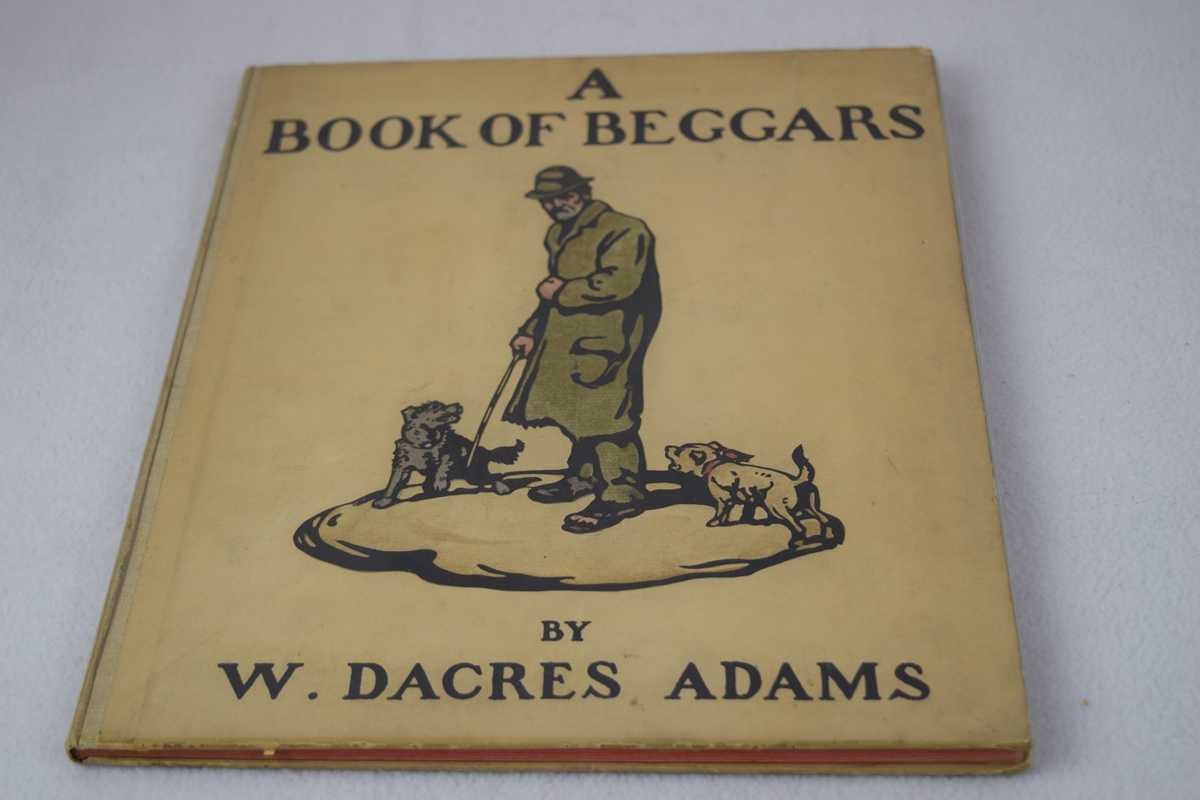 A
BOOK OF BEGGARS
BY
W. DACRES ADAMS